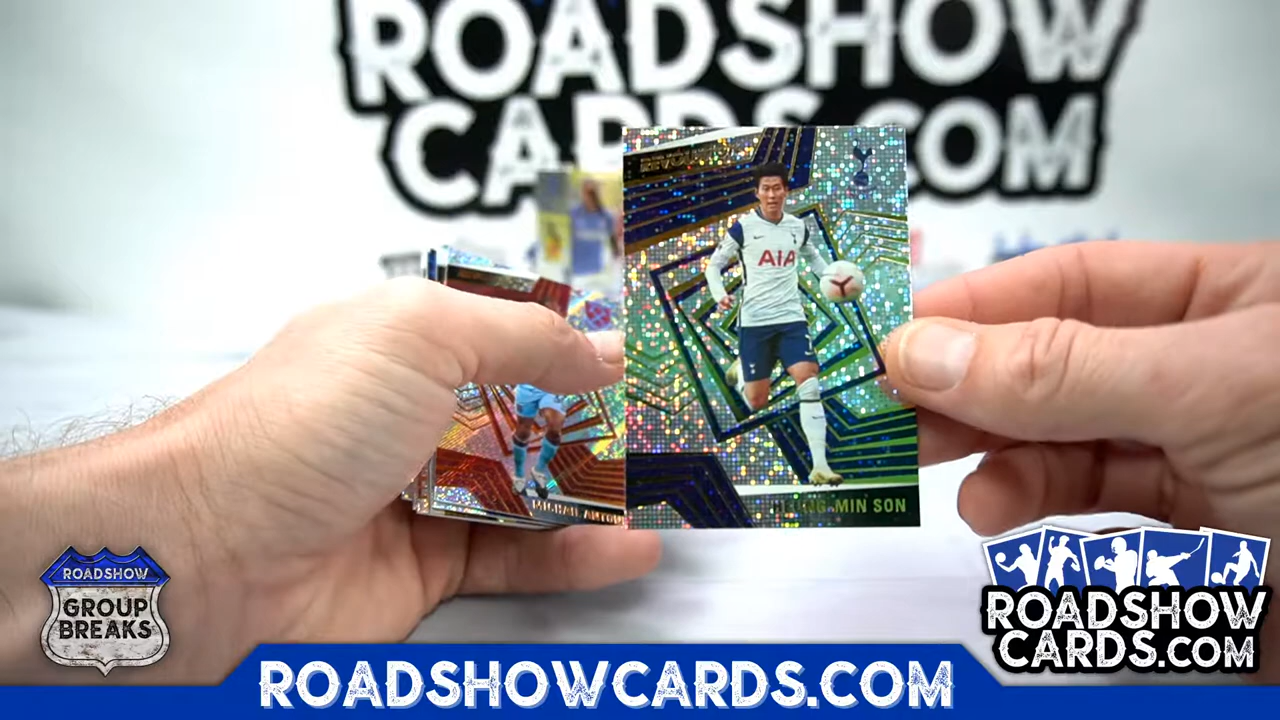 ROADSHOW
CARDS.COM
REVOLUTION
AIA
MIN SON
ROADSHOW
GROUP
BREAKS
ROADSHOW
CARDS.COM
ROADSHOWCARDS.COM